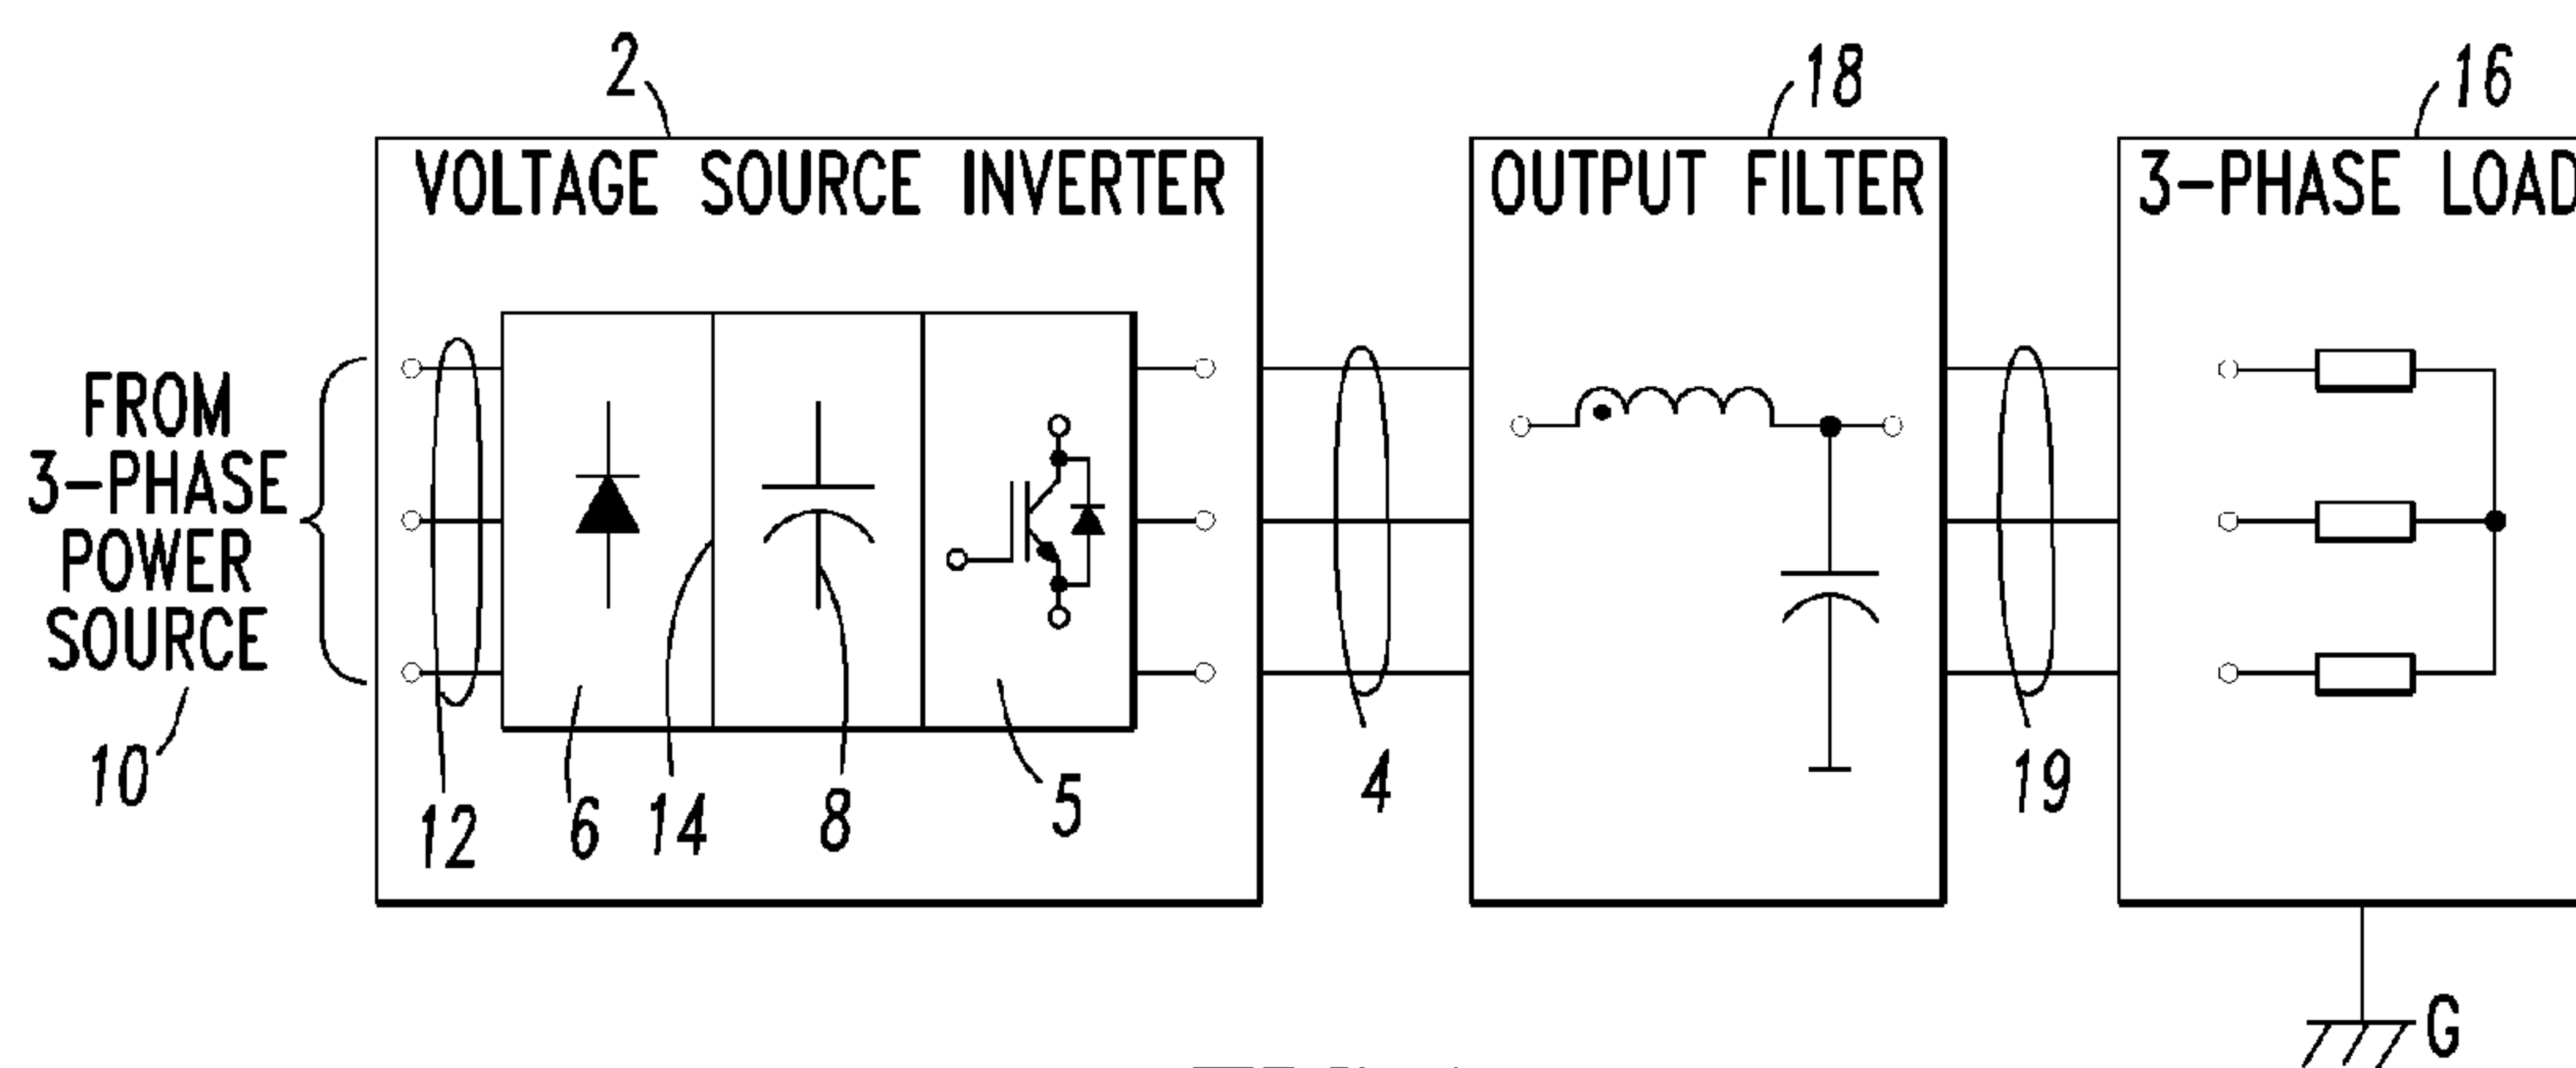 2
18
16
VOLTAGE SOURCE INVERTER
OUTPUT FILTER
3-PHASE LOAD
FROM
3-PHASE
POWER
SOURCE
10
12
6
14
8
5
4
19
G